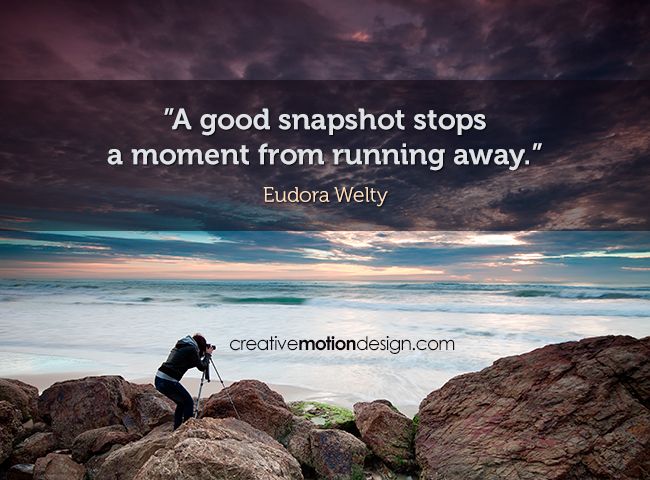 ”A good snapshot stops
a moment from running away.”
Eudora Welty
creativemotiondesign.com